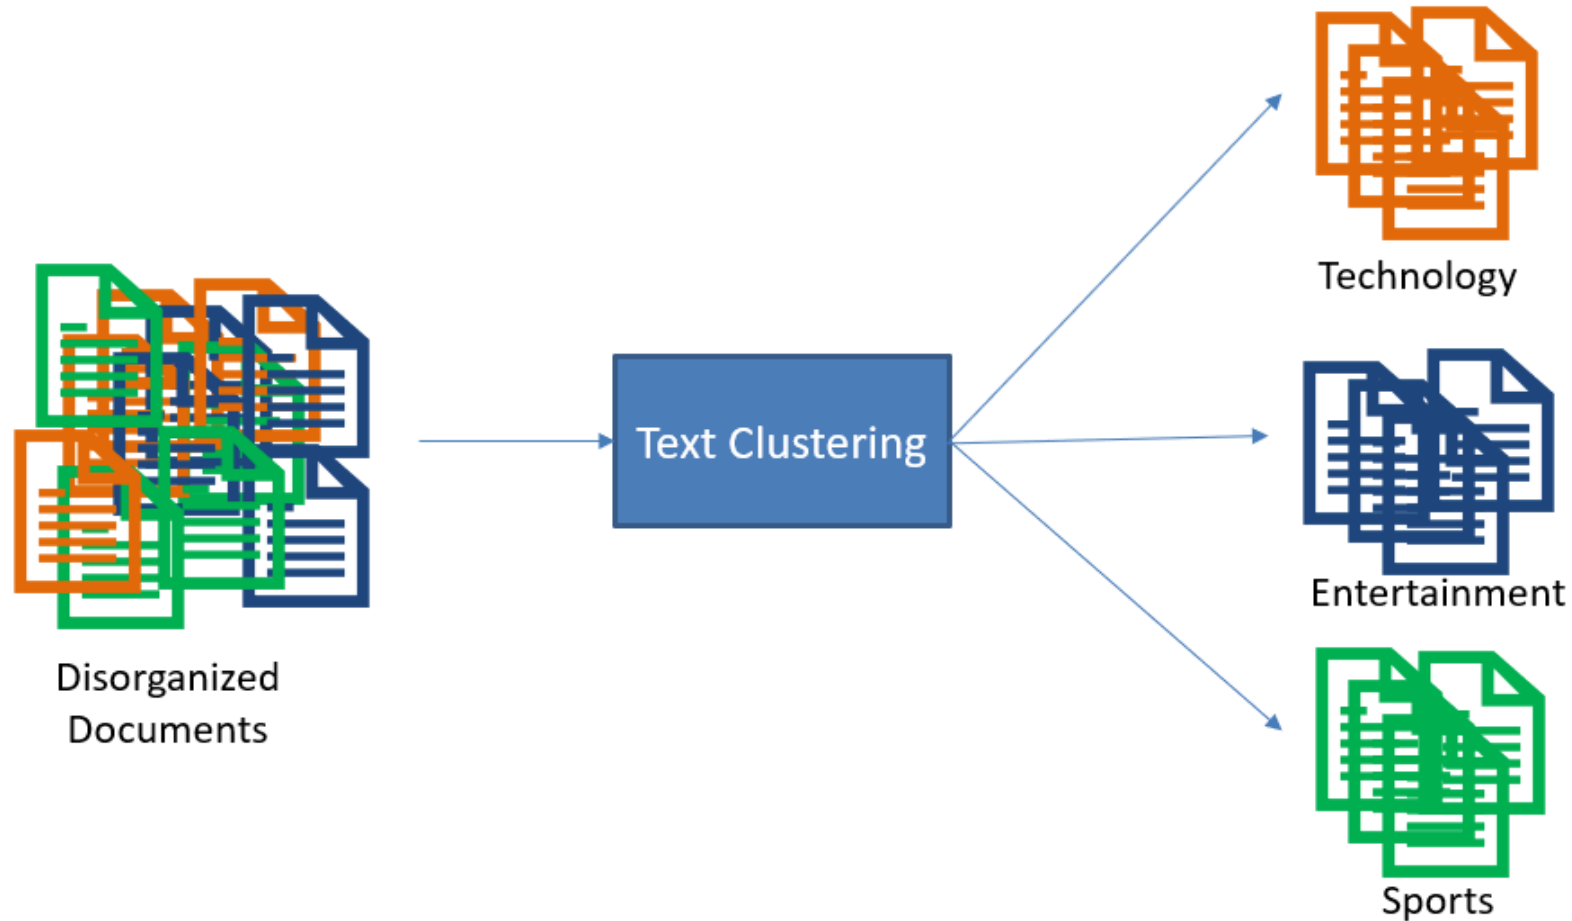 Technology
Text Clustering
Entertainment
Disorganized
Documents
Sports